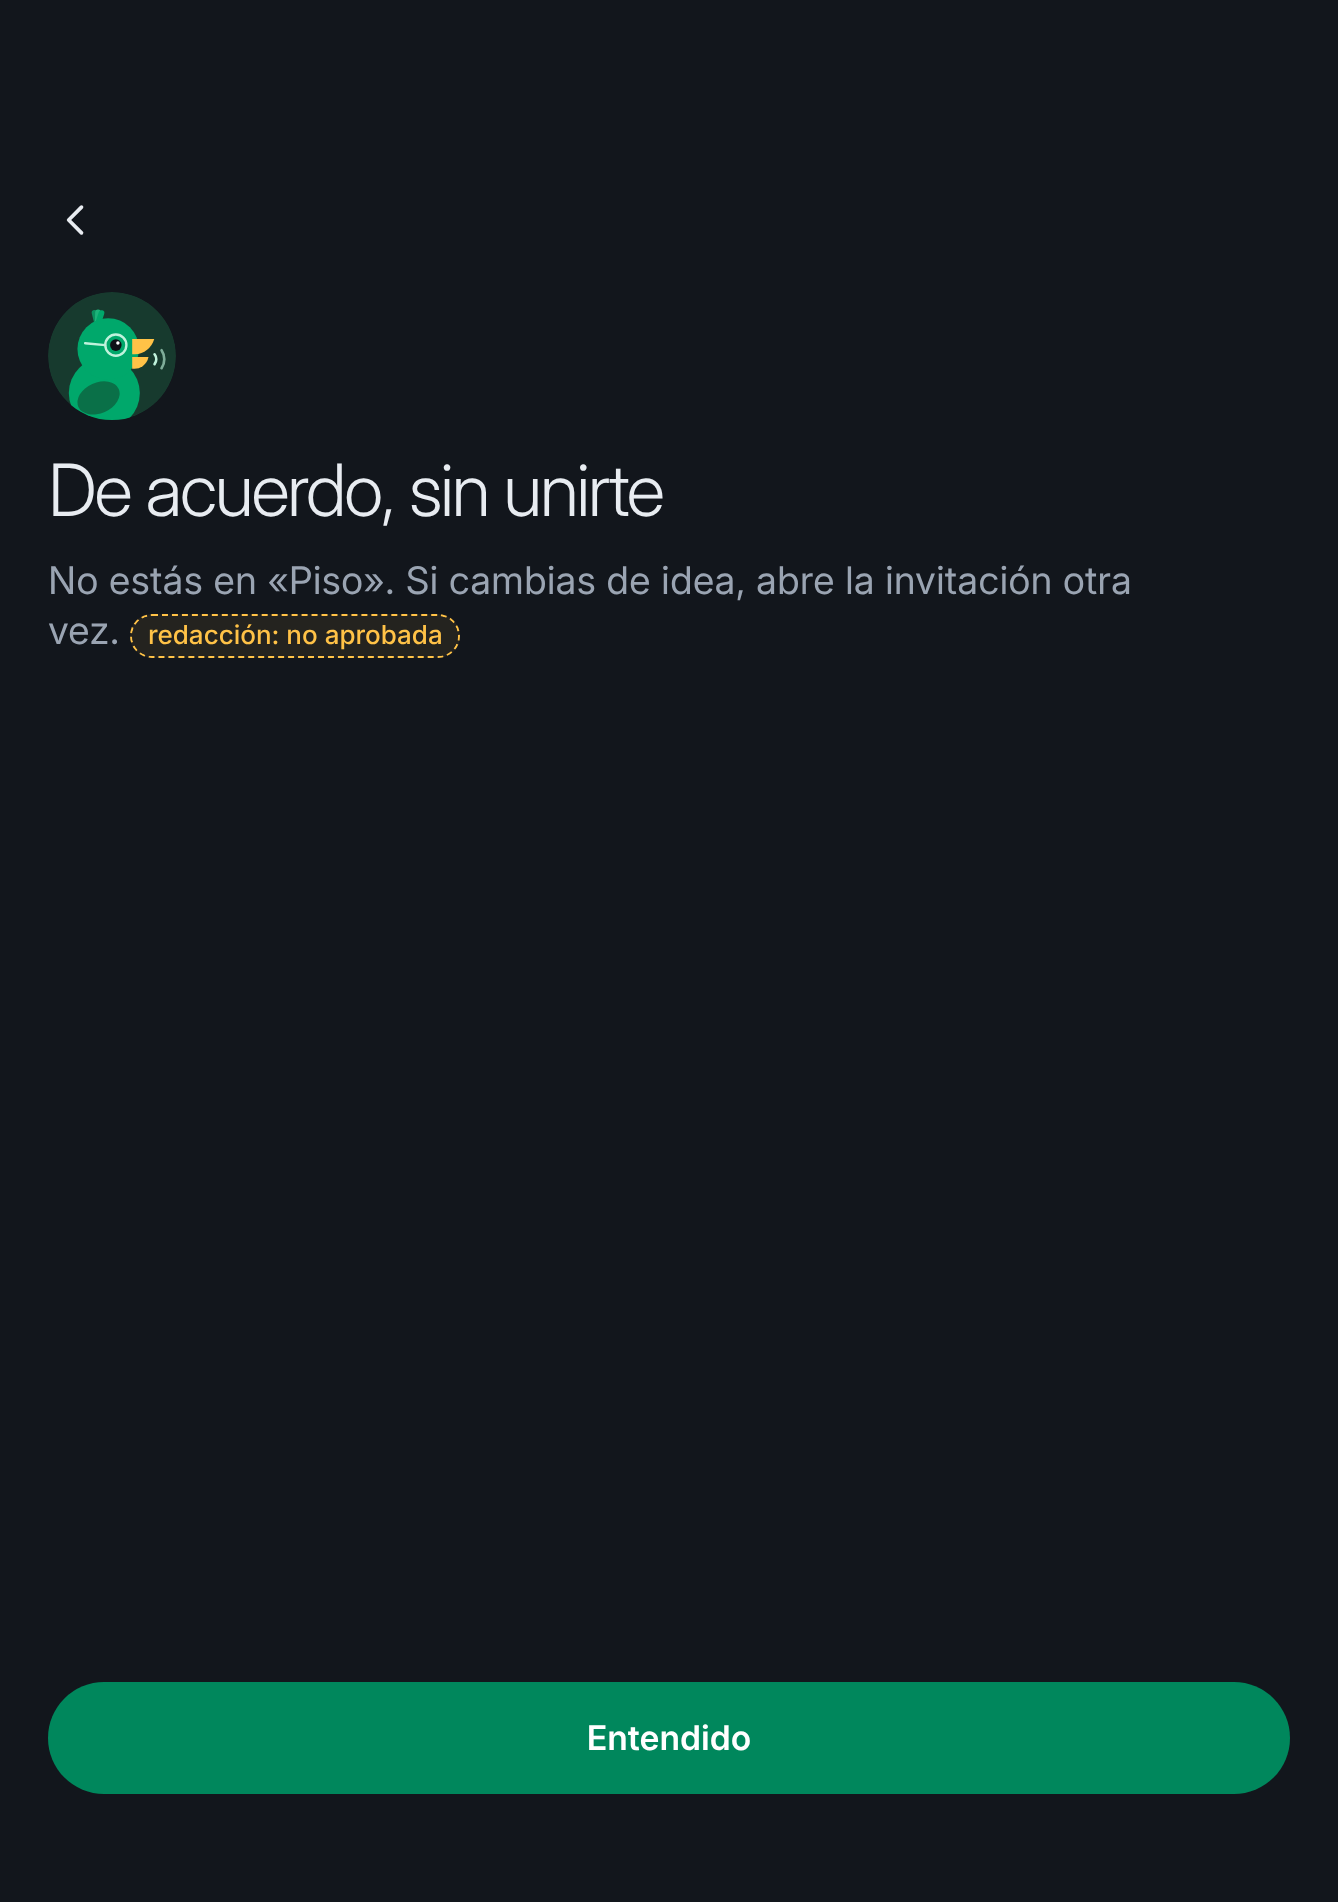 De acuerdo, sin unirte
No estás en «Piso». Si cambias de idea, abre la invitación otra
vez. redacción: no aprobada
Entendido